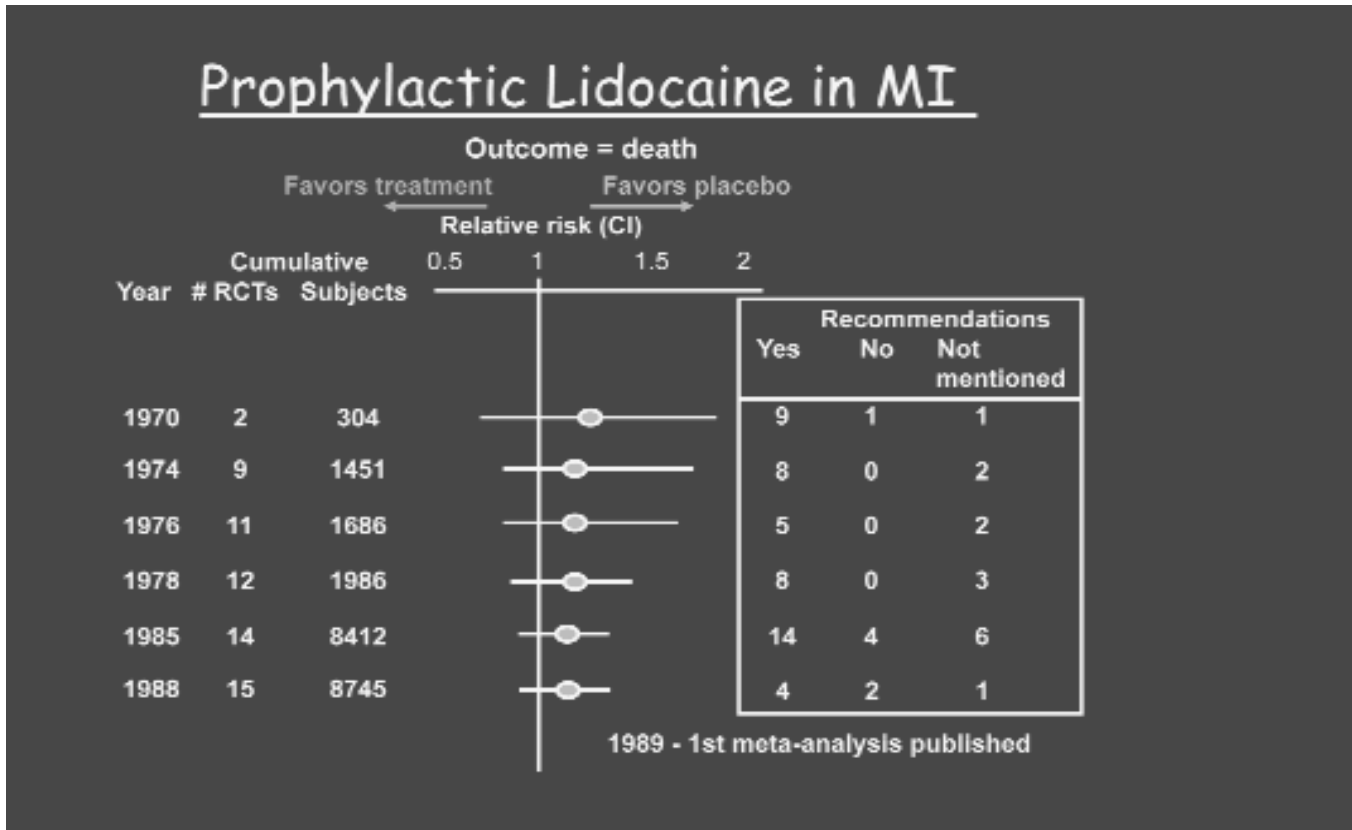 Prophylactic Lidocaine in MI
Outcome = death
Favors treatment Favors placebo
Relative risk (CI)
Cumulative 0.5 1 1.5 2
Year # RCTs Subjects
Recommendations
Yes No Not
mentioned
1970 2 304 9 1 1
1974 9 1451 8 0 2
1976 11 1686 5 0 2
1978 12 1986 8 0 3
1985 14 8412 14 4 6
1988 15 8745 4 2 1
1989 - 1st meta-analysis published